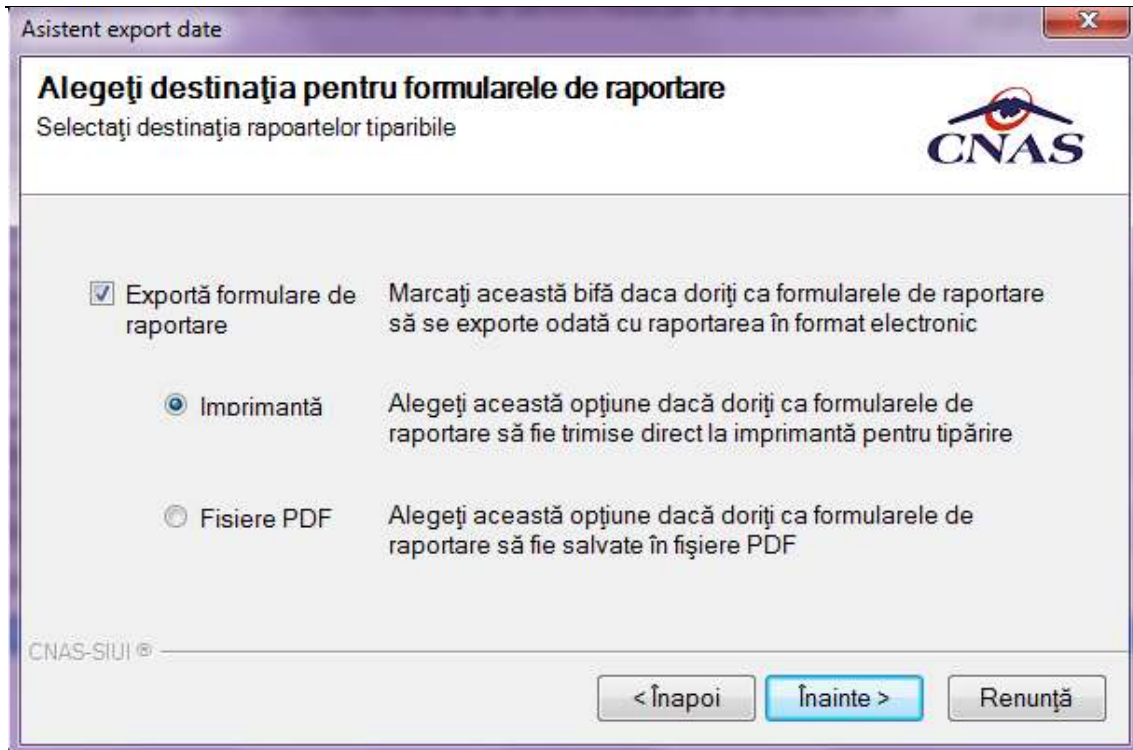 Asistent export date
Alegeţi destinaţia pentru formularele de raportare
Selectaţi destinaţia rapoartelor tiparibile
CNAS
Exportă formulare de raportare
Marcaţi această bifă daca doriţi ca formularele de raportare
să se exporte odată cu raportarea în format electronic
Imprimantă
Alegeţi această opţiune dacă doriţi ca formularele de
raportare să fie trimise direct la imprimantă pentru tipărire
Fisiere PDF
Alegeţi această opţiune dacă doriţi ca formularele de
raportare să fie salvate în fişiere PDF
CNAS-SIUI ®
< Înapoi
Înainte >
Renunţă